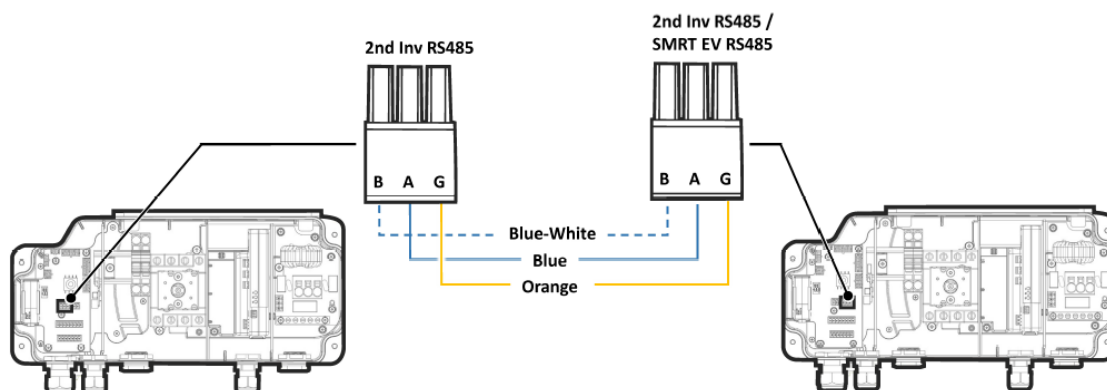 2nd Inv RS485
2nd Inv RS485 /
SMRT EV RS485
B A G
B A G
Blue-White
Blue
Orange